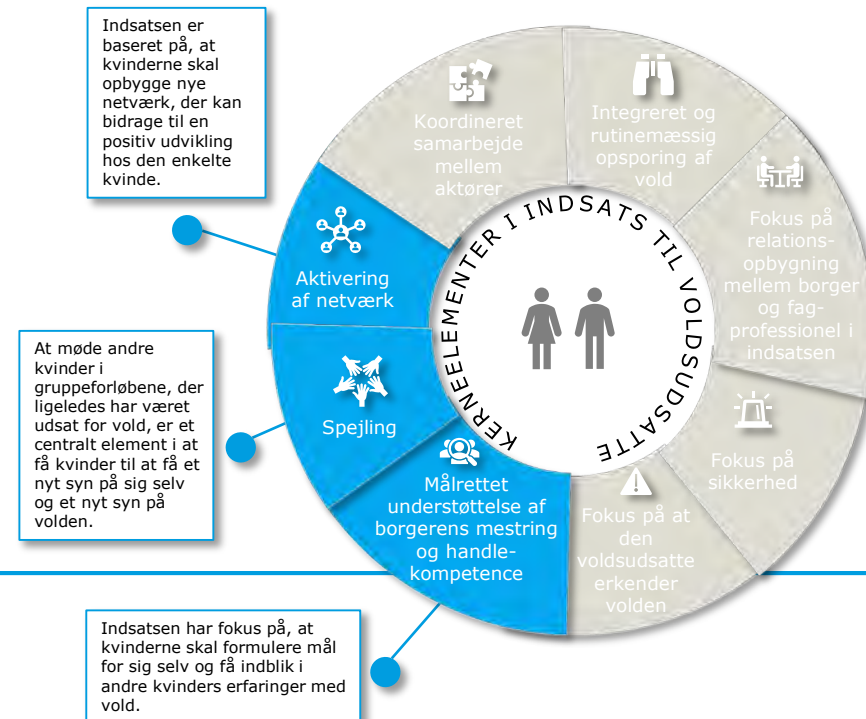 Indsatsen er
baseret på, at
kvinderne skal
opbygge nye
netværk, der kan
bidrage til en
positiv udvikling
hos den enkelte
kvinde.
At møde andre
kvinder i
gruppeforløbene, der
ligeledes har været
udsat for vold, er et
centralt element i at
få kvinder til at få et
nyt syn på sig selv
og et nyt syn på
volden.
Indsatsen har fokus på, at
kvinderne skal formulere mål
for sig selv og få indblik i
andre kvinders erfaringer med
vold.
KERNEELEMENTER I INDSATS TIL VOLDSUDSATTE
Koordineret
samarbejde
mellem
aktører
Integreret og
rutinemæssig
opsporing af
vold
Fokus på
relations-
opbygning
mellem borger
og fag-
professionel i
indsatsen
Fokus på
sikkerhed
Fokus på at
den
voldsudsatte
erkender
volden
Målrettet
understøttelse af
borgerens mestring
og handle-
kompetence
Spejling
Aktivering
af netværk